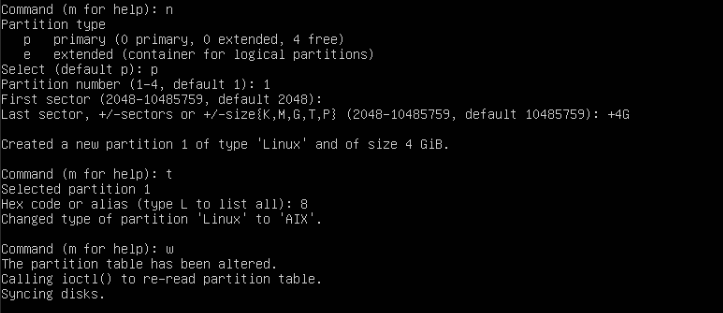 Command (m for help): n
Partition type
   p   primary (0 primary, 0 extended, 4 free)
   e   extended (container for logical partitions)
Select (default p): p
Partition number (1-4, default 1): 1
First sector (2048-10485759, default 2048):
Last sector, +/-sectors or +/-size{K,M,G,T,P} (2048-10485759, default 10485759): +4G

Created a new partition 1 of type 'Linux' and of size 4 GiB.

Command (m for help): t
Selected partition 1
Hex code or alias (type L to list all): 8
Changed type of partition 'Linux' to 'AIX'.

Command (m for help): w
The partition table has been altered.
Calling ioctl() to re-read partition table.
Syncing disks.